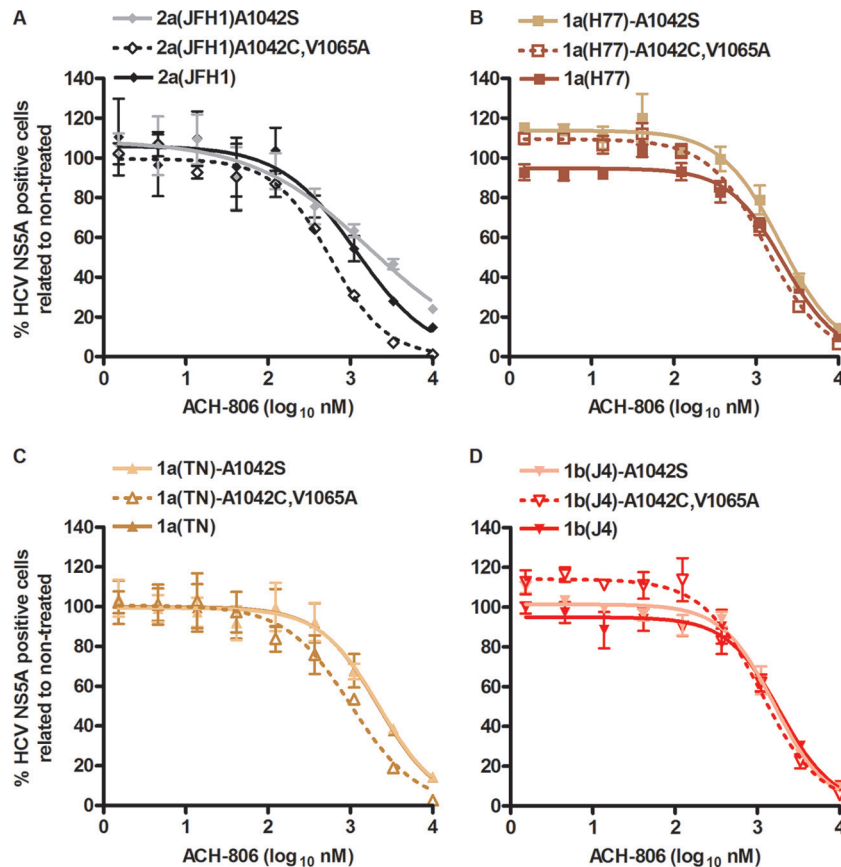 A
2a(JFH1)A1042S
2a(JFH1)A1042C,V1065A
2a(JFH1)
% HCV NS5A positive cells
related to non-treated
140
120
100
80
60
40
20
0
0 1 2 3 4
ACH-806 (log10 nM)
B
1a(H77)-A1042S
1a(H77)-A1042C,V1065A
1a(H77)
140
120
100
80
60
40
20
0
0 1 2 3 4
ACH-806 (log10 nM)
C
1a(TN)-A1042S
1a(TN)-A1042C,V1065A
1a(TN)
% HCV NS5A positive cells
related to non-treated
140
120
100
80
60
40
20
0
0 1 2 3 4
ACH-806 (log10 nM)
D
1b(J4)-A1042S
1b(J4)-A1042C,V1065A
1b(J4)
140
120
100
80
60
40
20
0
0 1 2 3 4
ACH-806 (log10 nM)